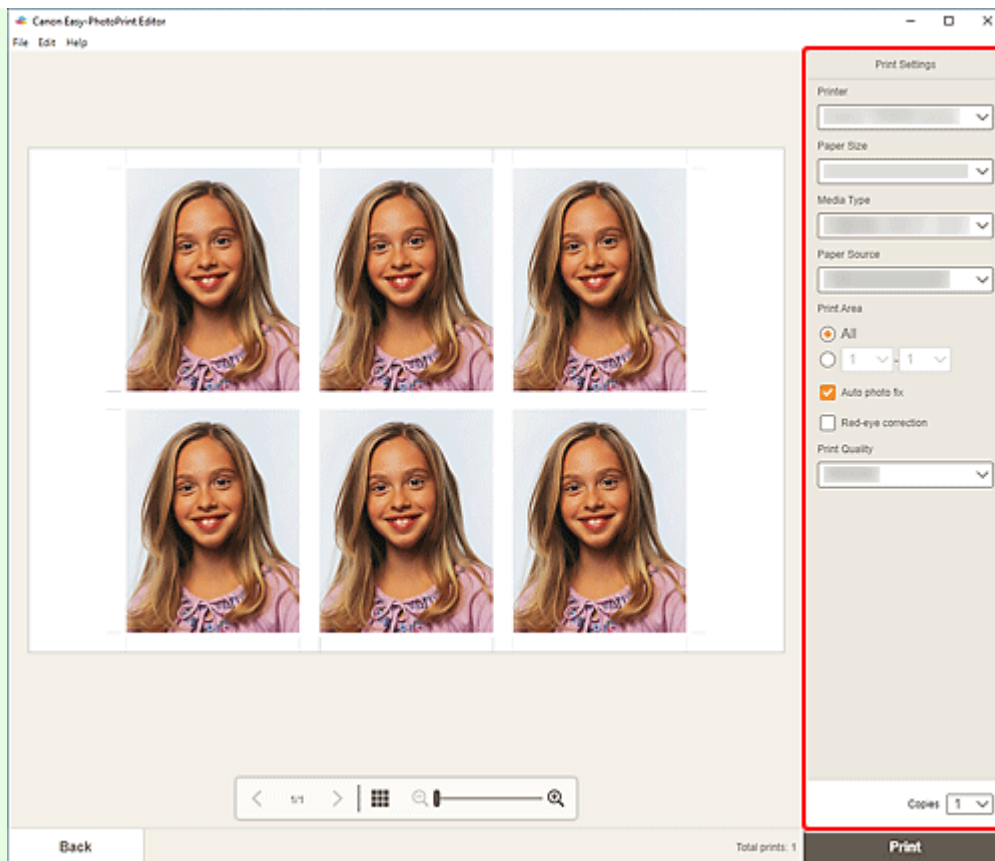 Canon Easy-PhotoPrint Editor
File Edit Help
Print Settings
Printer
Paper Size
Media Type
Paper Source
Print Area
All
1 - 1
Auto photo fix
Red-eye correction
Print Quality
1/1
Copies 1
Back
Total prints: 1
Print